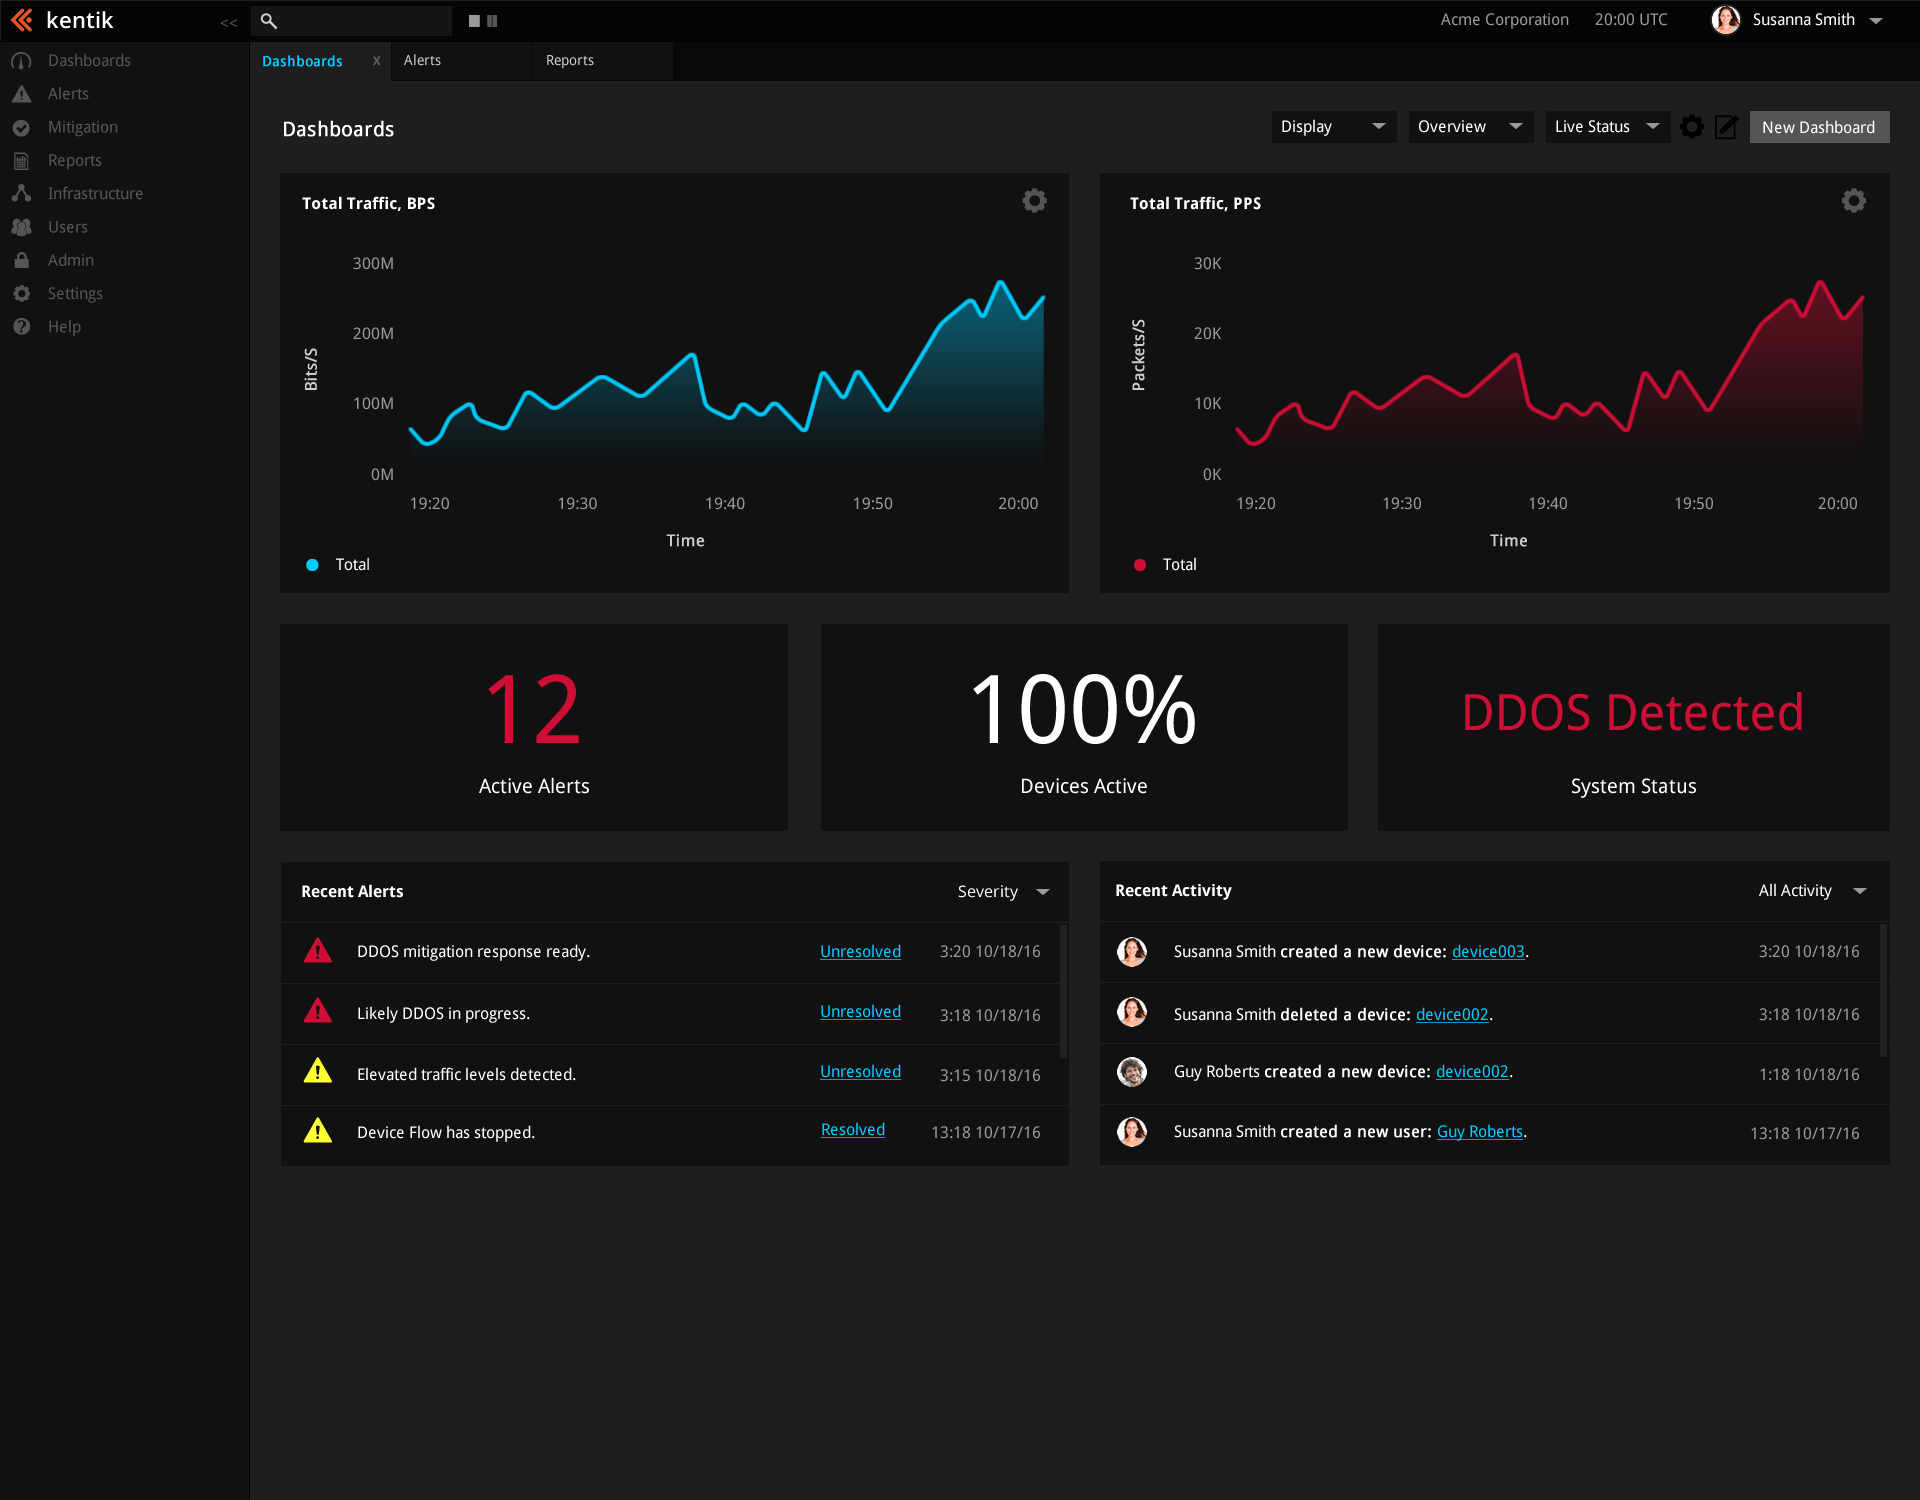 kentik
<<
Acme Corporation
20:00 UTC
Susanna Smith
Dashboards
Alerts
Mitigation
Reports
Infrastructure
Users
Admin
Settings
Help
Dashboards X
Alerts
Reports
Dashboards
Display
Overview
Live Status
New Dashboard
Total Traffic, BPS
300M
200M
100M
0M
Bits/S
19:20 19:30 19:40 19:50 20:00
Time
Total
Total Traffic, PPS
30K
20K
10K
0K
Packets/S
19:20 19:30 19:40 19:50 20:00
Time
Total
12
Active Alerts
100%
Devices Active
DDOS Detected
System Status
Recent Alerts Severity
DDOS mitigation response ready. Unresolved 3:20 10/18/16
Likely DDOS in progress. Unresolved 3:18 10/18/16
Elevated traffic levels detected. Unresolved 3:15 10/18/16
Device Flow has stopped. Resolved 13:18 10/17/16
Recent Activity All Activity
Susanna Smith created a new device: device003. 3:20 10/18/16
Susanna Smith deleted a device: device002. 3:18 10/18/16
Guy Roberts created a new device: device002. 1:18 10/18/16
Susanna Smith created a new user: Guy Roberts. 13:18 10/17/16